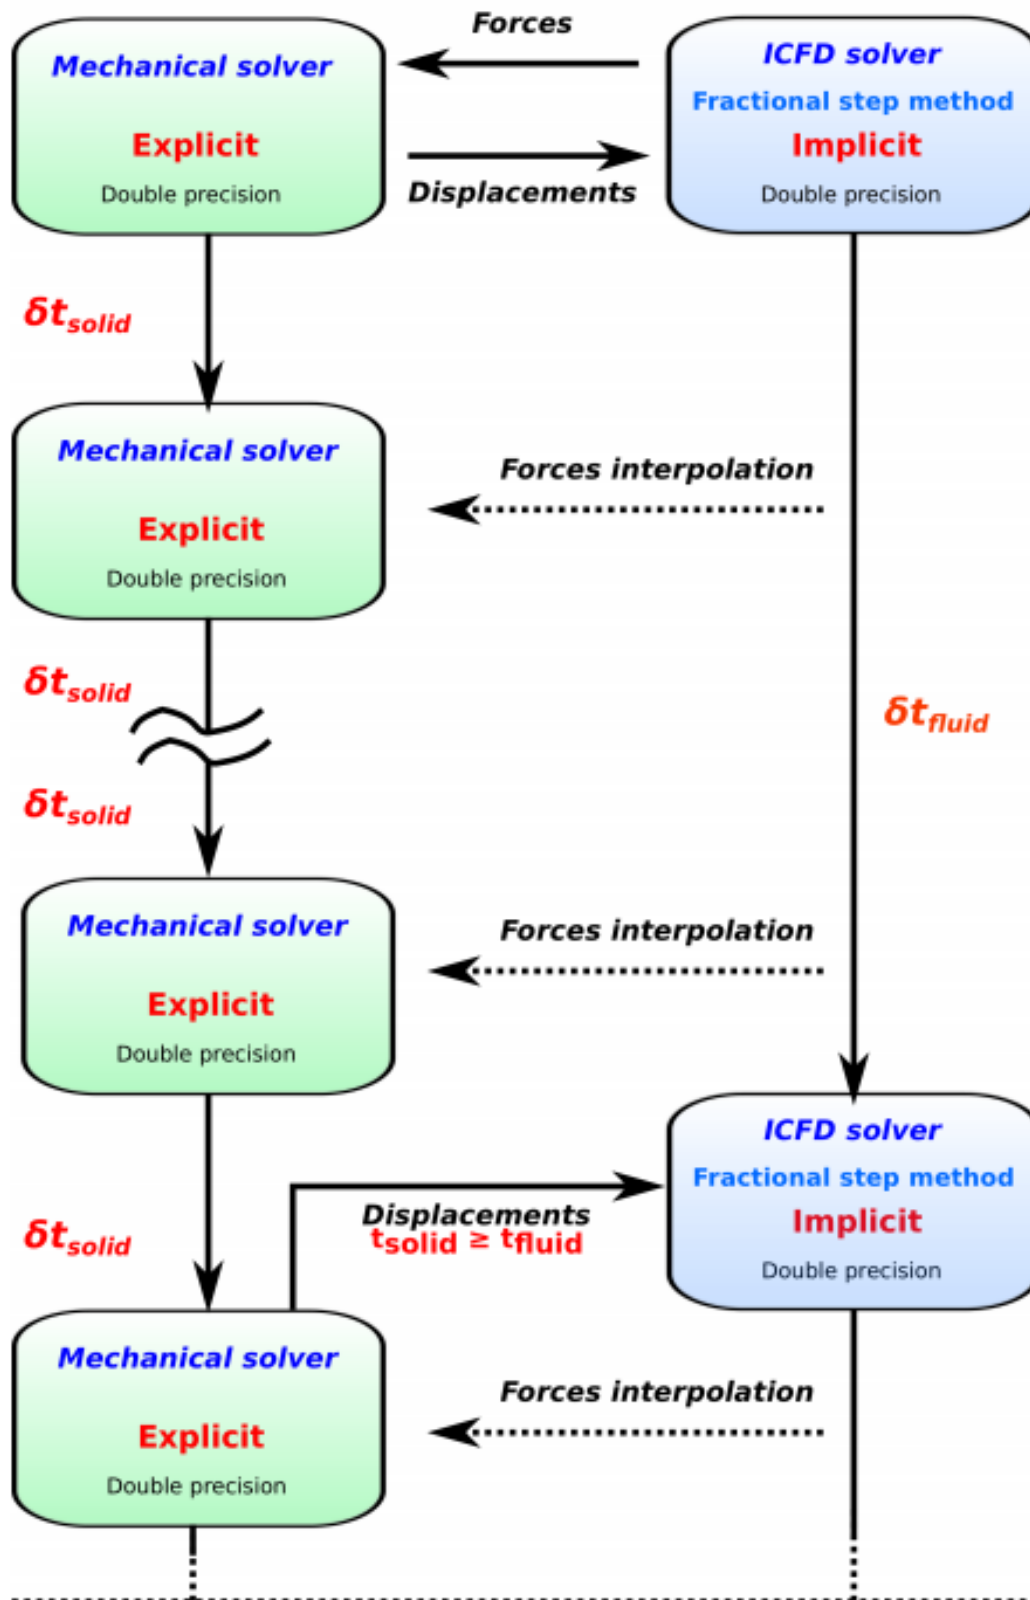 Forces
Mechanical solver
Explicit
Double precision
ICFD solver
Fractional step method
Implicit
Double precision
Displacements
δtsolid
Mechanical solver
Explicit
Double precision
Forces interpolation
δtsolid
δtfluid
δtsolid
Mechanical solver
Explicit
Double precision
Forces interpolation
ICFD solver
Fractional step method
Implicit
Double precision
Displacements
tsolid ≥ tfluid
δtsolid
Mechanical solver
Explicit
Double precision
Forces interpolation